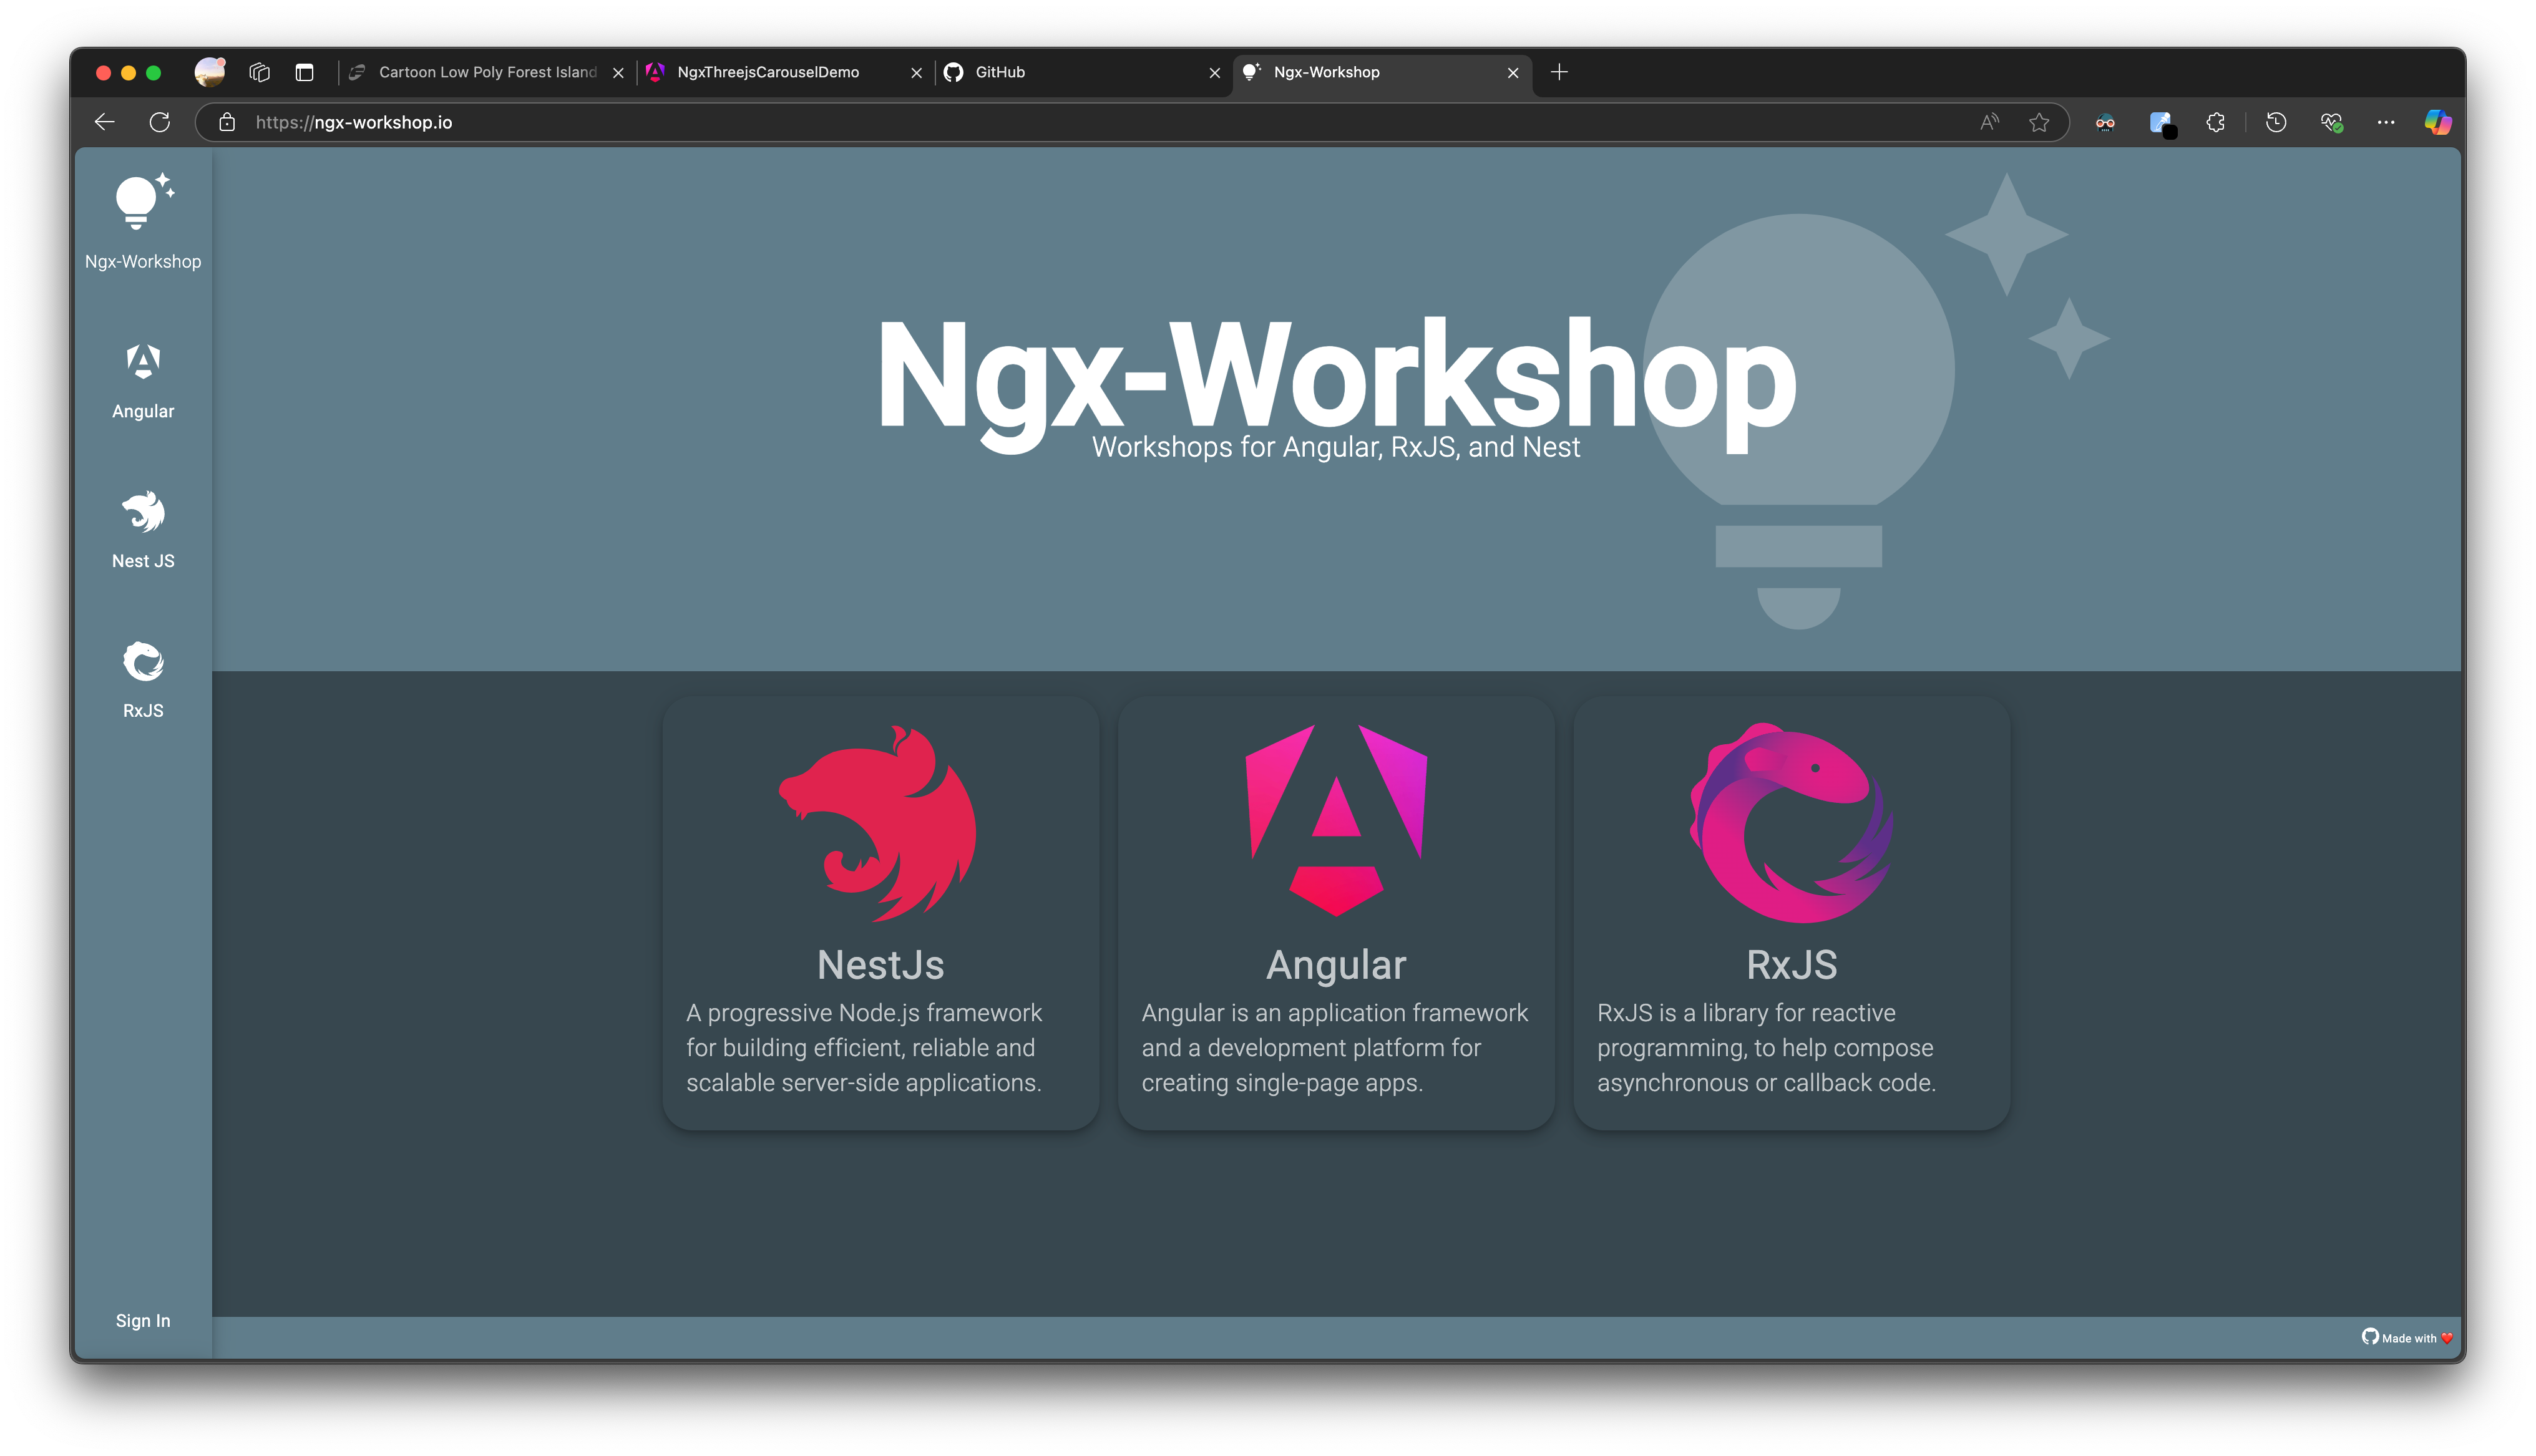 Cartoon Low Poly Forest Island
NgxThreejsCarouselDemo
GitHub
Ngx-Workshop
https://ngx-workshop.io
Ngx-Workshop
Angular
Nest JS
RxJS
Sign In
Ngx-Workshop
Workshops for Angular, RxJS, and Nest
NestJs
A progressive Node.js framework
for building efficient, reliable and
scalable server-side applications.
Angular
Angular is an application framework
and a development platform for
creating single-page apps.
RxJS
RxJS is a library for reactive
programming, to help compose
asynchronous or callback code.
Made with ❤️